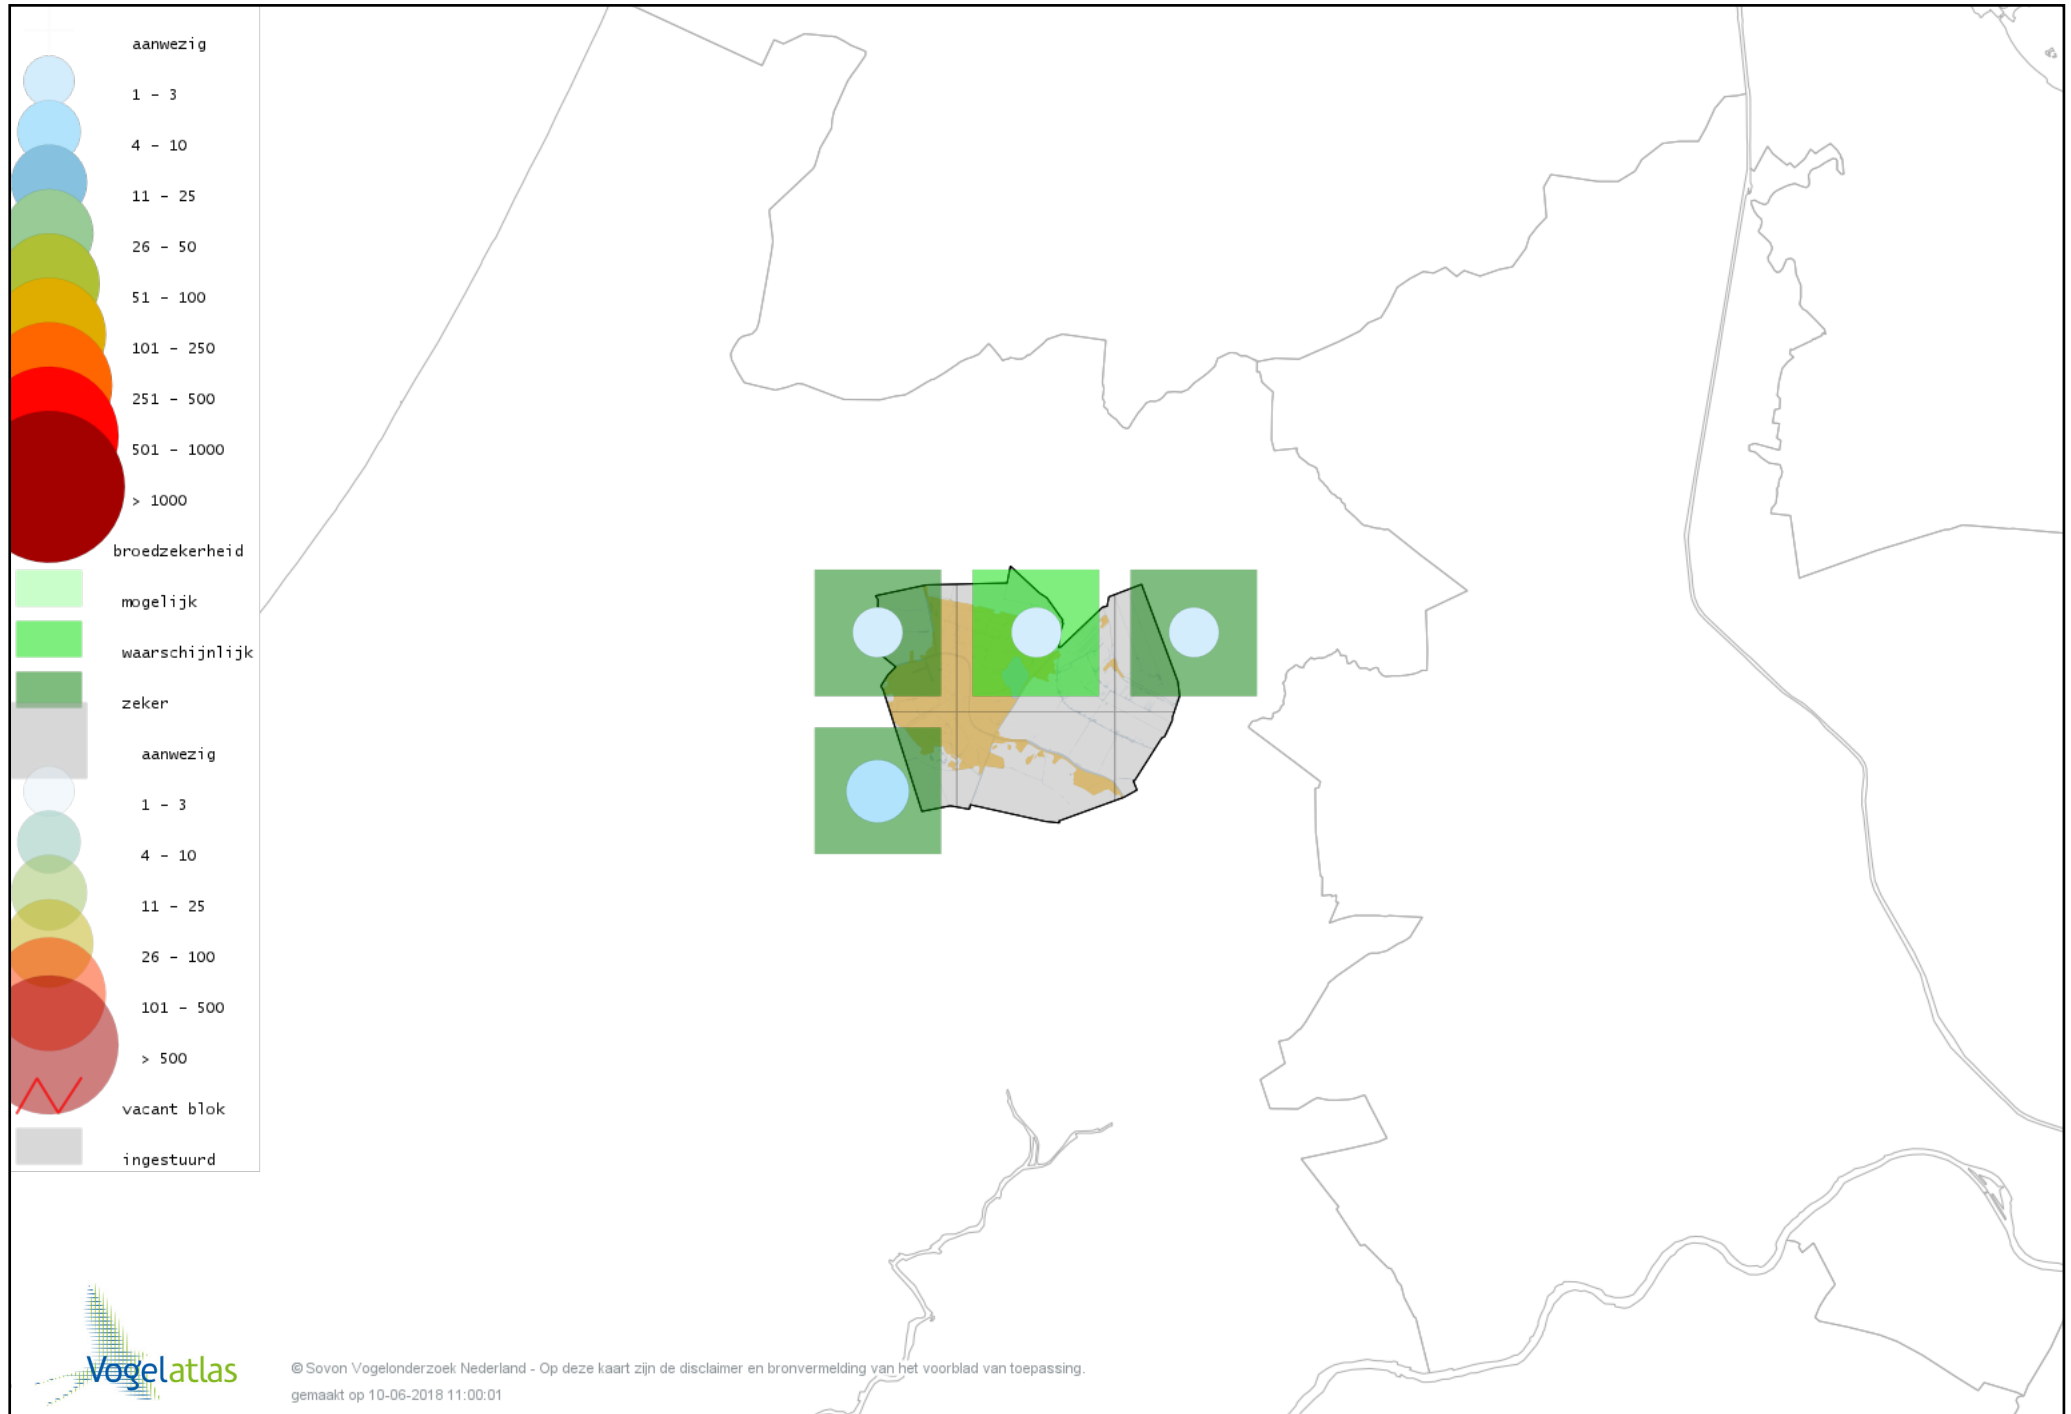 aanwezig
1 - 3
4 - 10
11 - 25
26 - 50
51 - 100
101 - 250
251 - 500
501 - 1000
> 1000
broedzekerheid
mogelijk
waarschijnlijk
zeker
aanwezig
1 - 3
4 - 10
11 - 25
26 - 100
101 - 500
> 500
vacant blok
ingestuurd
Vogelatlas
© Sovon Vogelonderzoek Nederland - Op deze kaart zijn de disclaimer en bronvermelding van het voorblad van toepassing.
gemaakt op 10-06-2018 11:00:01